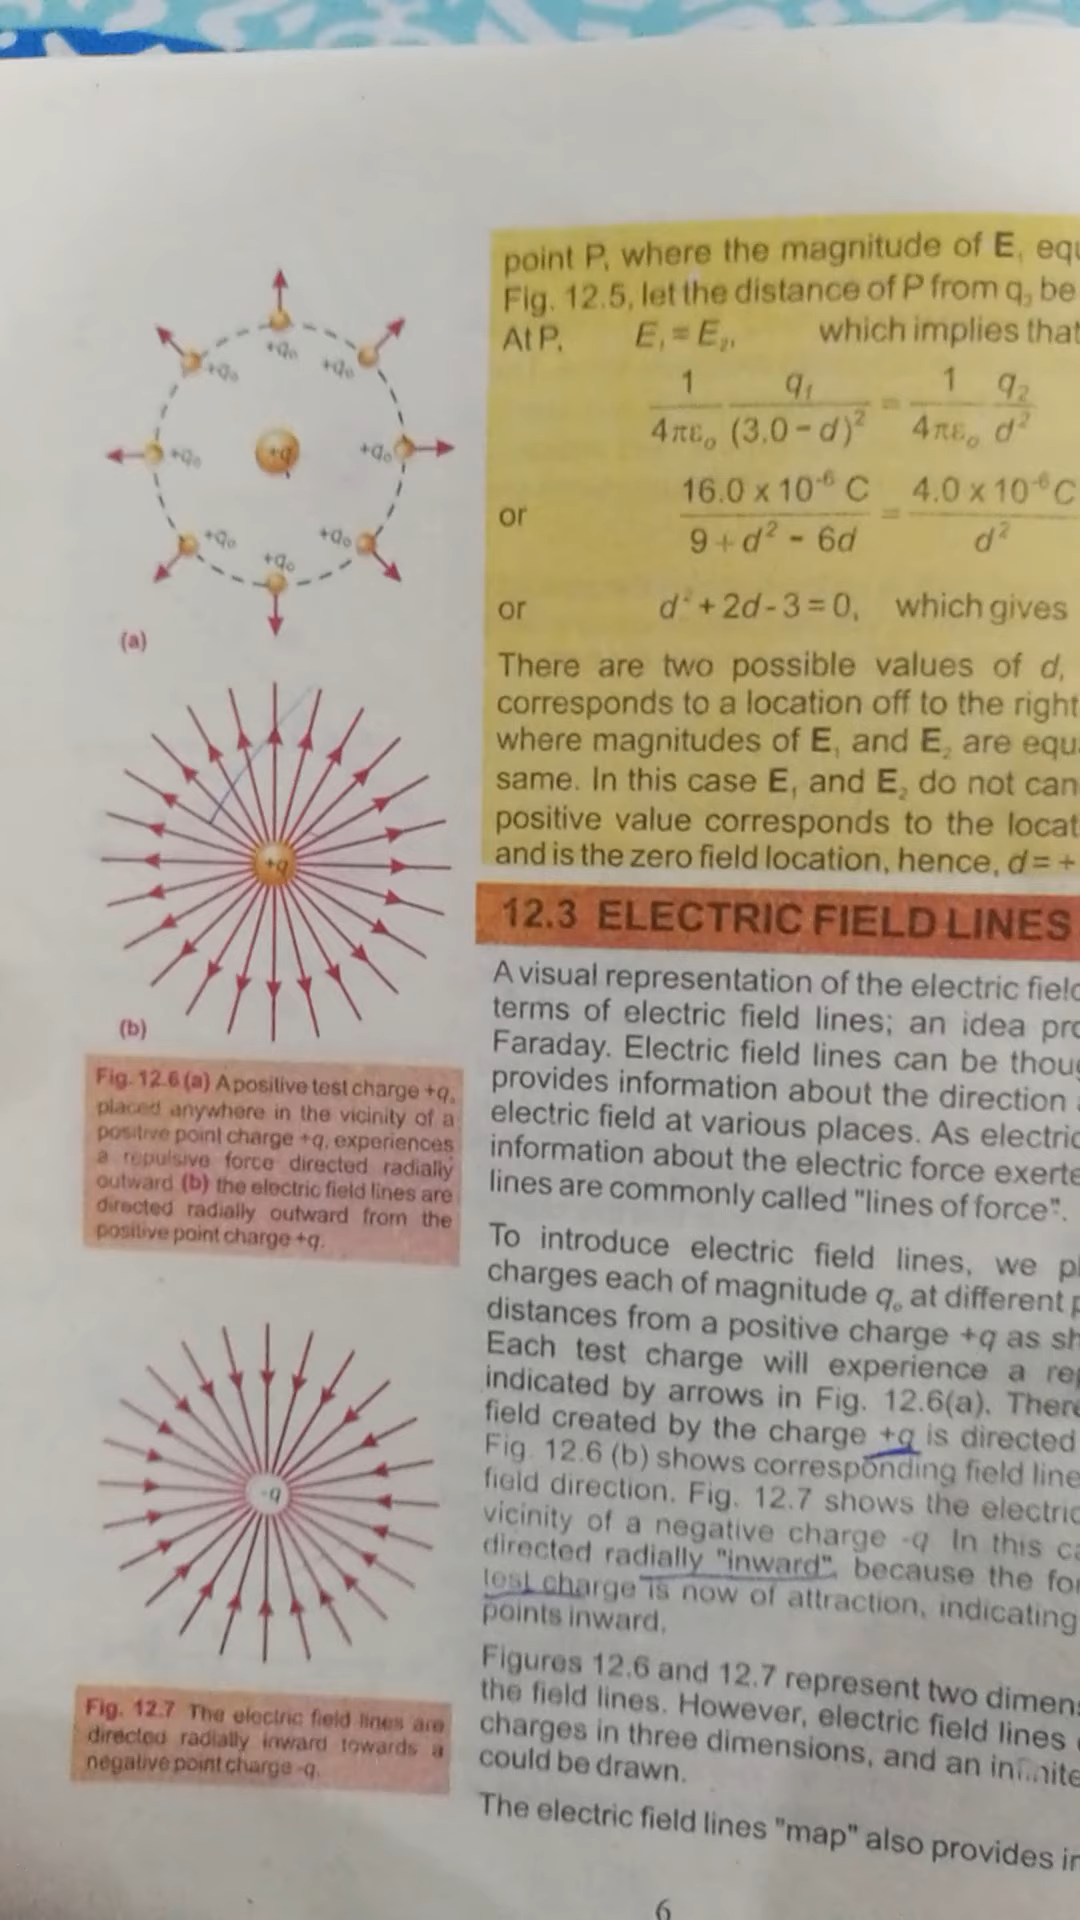 +q₀
+q₀
+q₀
+q₀
+q₀
+q
+q₀
+q₀
+q₀
(a)
+q
(b)
Fig. 12.6 (a) A positive test charge +q₀
placed anywhere in the vicinity of a
positive point charge +q, experiences
a repulsive force directed radially
outward (b) the electric field lines are
directed radially outward from the
positive point charge +q.
-q
Fig. 12.7 The electric field lines are
directed radially inward towards a
negative point charge -q.
point P, where the magnitude of E₁
Fig. 12.5, let the distance of P from q₂ be
At P, E₁ = E₂, which implies that
1/4πε₀ q₁/(3.0 - d)² = 1/4πε₀ q₂/d²
or 16.0 x 10⁻⁶ C/9 + d² - 6d = 4.0 x 10⁻⁶ C/d²
or d² + 2d - 3 = 0, which gives
There are two possible values of d,
corresponds to a location off to the right
where magnitudes of E₁ and E₂ are
same. In this case E₁ and E₂ do not can
positive value corresponds to the locat
and is the zero field location, hence, d = +
12.3 ELECTRIC FIELD LINES
A visual representation of the electric
terms of electric field lines; an idea
Faraday. Electric field lines can be
provides information about the direction
electric field at various places. As electric
information about the electric force exerte
lines are commonly called "lines of force".
To introduce electric field lines, we
charges each of magnitude q₀ at different
distances from a positive charge +q as
Each test charge will experience a
indicated by arrows in Fig. 12.6(a).
field created by the charge +q is directed
Fig. 12.6 (b) shows corresponding field line
field direction. Fig. 12.7 shows the electric
vicinity of a negative charge -q In this
directed radially "inward", because the
test charge is now of attraction, indicating
points inward.
Figures 12.6 and 12.7 represent two
the field lines. However, electric field lines
charges in three dimensions, and an infinite
could be drawn.
The electric field lines "map" also provides
6